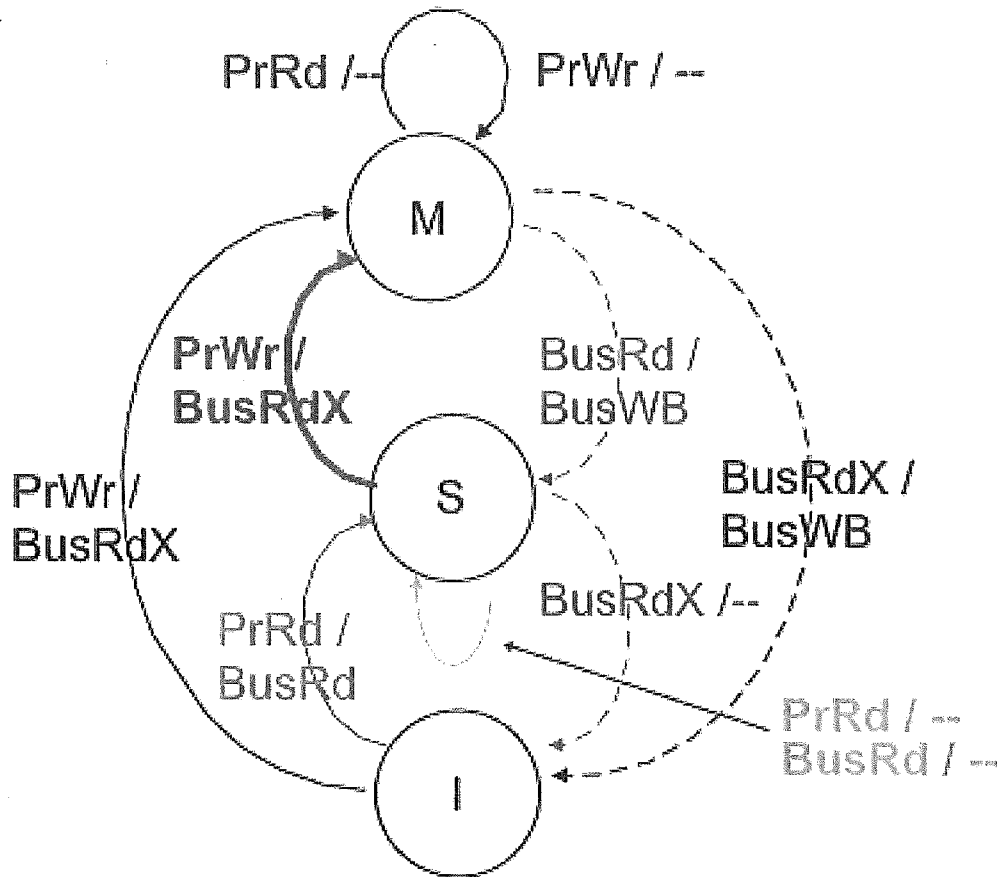 PrRd /--
PrWr / --
M
PrWr /
BusRdX
BusRd /
BusWB
S
PrWr /
BusRdX
BusRdX /
BusWB
PrRd /
BusRd
BusRdX /--
PrRd / --
BusRd / --
I